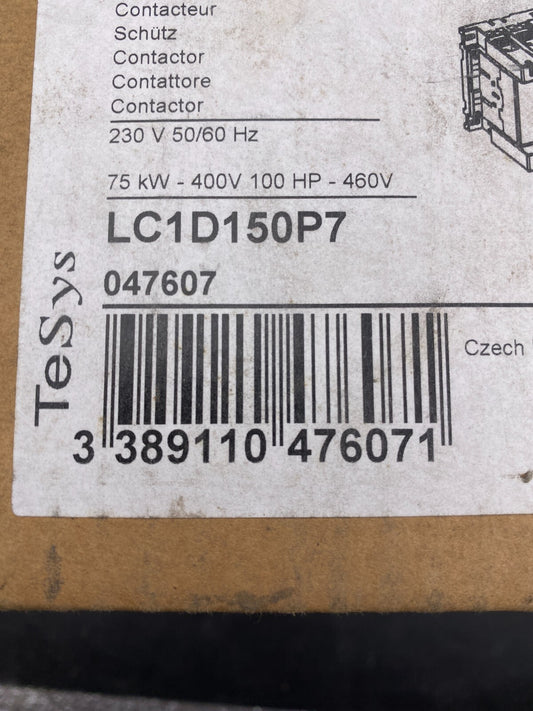 Contacteur
Schütz
Contactor
Contattore
Contactor
230 V 50/60 Hz
75 kW - 400V 100 HP - 460V
LC1D150P7
047607
TeSys
Czech
3 389110 476071